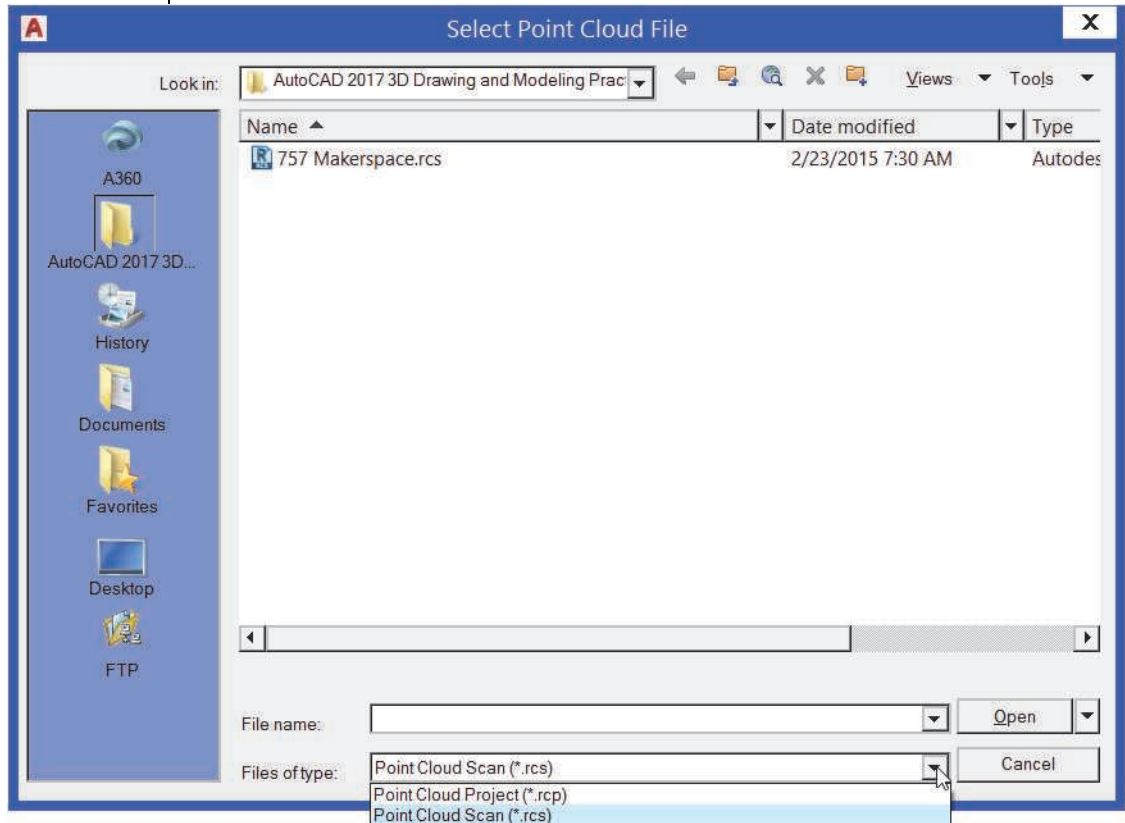 A
Select Point Cloud File
X
Look in:
AutoCAD 2017 3D Drawing and Modeling Prac
Views
Tools
Name
Date modified
Type
757 Makerspace.rcs
2/23/2015 7:30 AM
Autodes
A360
AutoCAD 2017 3D...
History
Documents
Favorites
Desktop
FTP
File name:
Open
Files of type:
Point Cloud Scan (*.rcs)
Cancel
Point Cloud Project (*.rcp)
Point Cloud Scan (*.rcs)